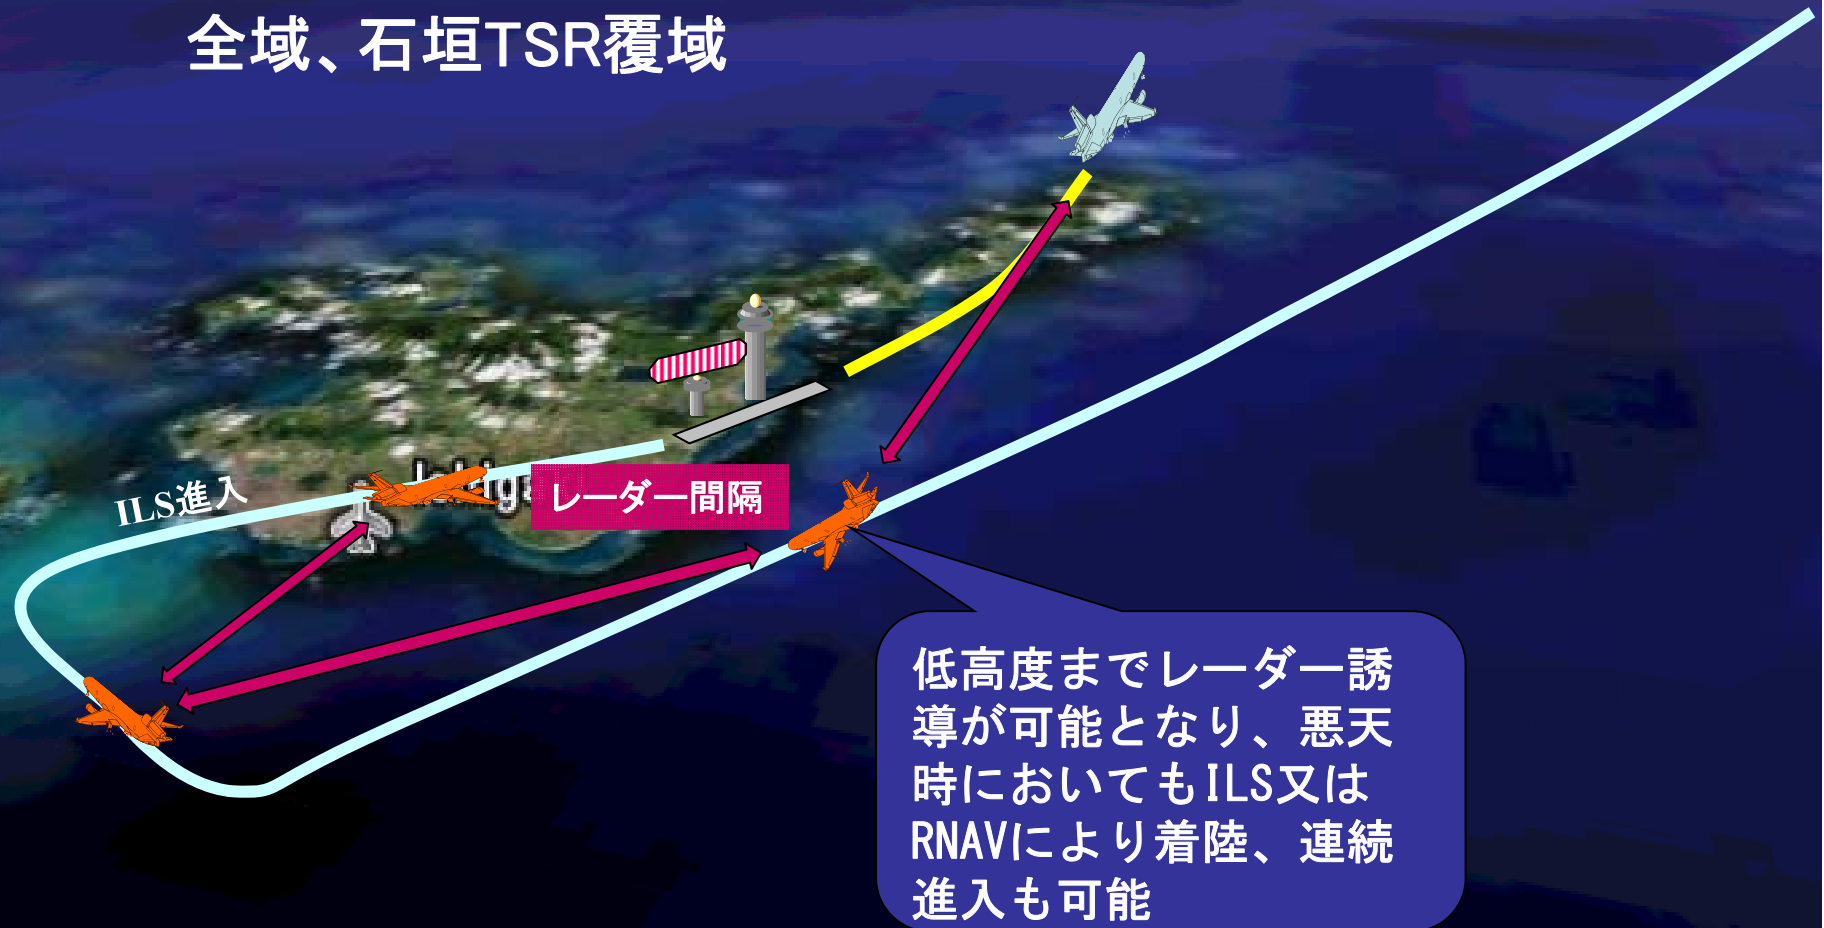 全域、石垣TSR覆域
ILS進入
レーダー間隔
低高度までレーダー誘
導が可能となり、悪天
時においてもILS又は
RNAVにより着陸、連続
進入も可能